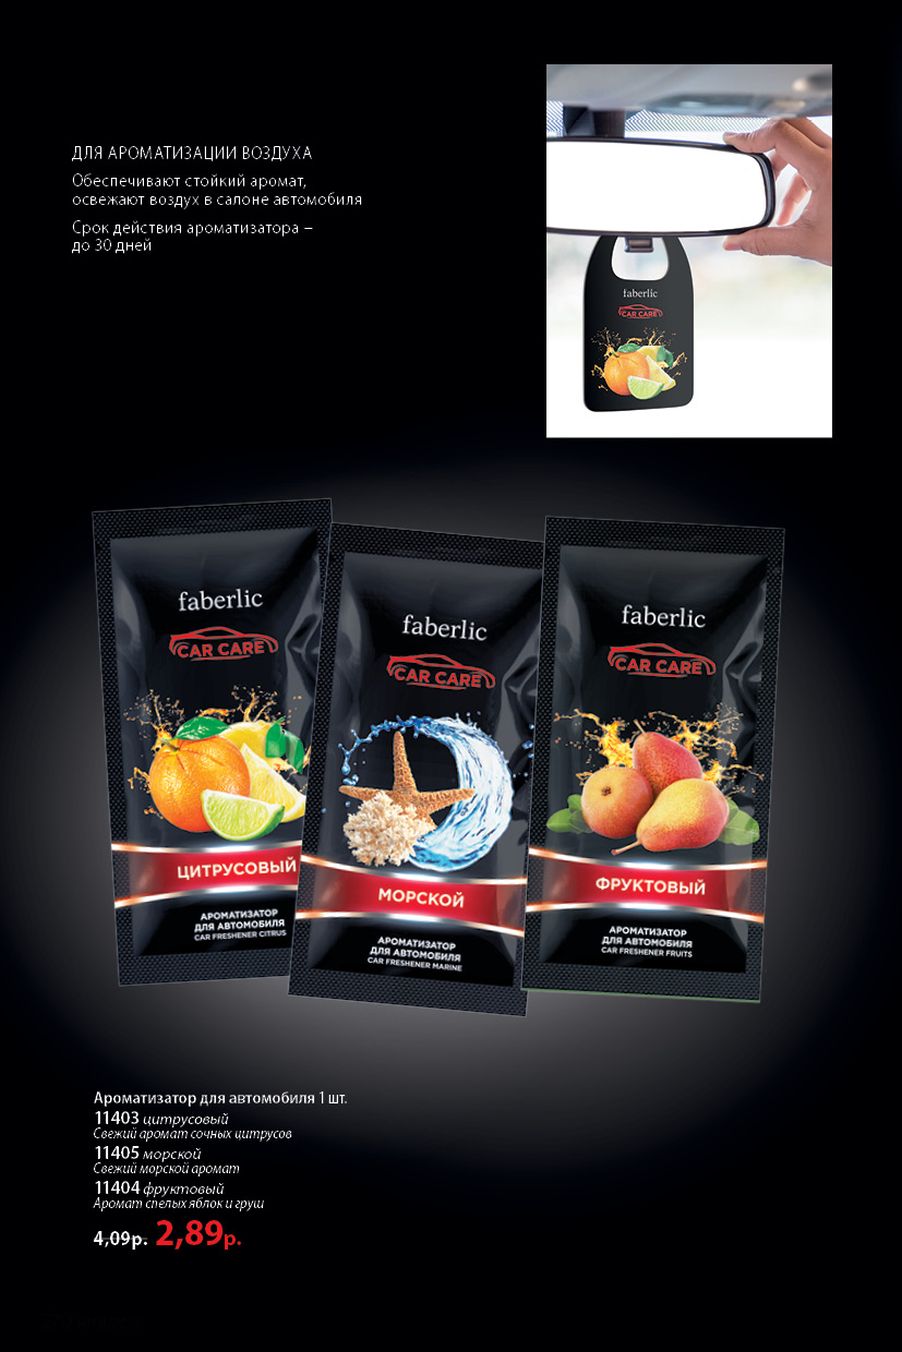 ДЛЯ АРОМАТИЗАЦИИ ВОЗДУХА
Обеспечивают стойкий аромат,
освежают воздух в салоне автомобиля
Срок действия ароматизатора –
до 30 дней
faberlic
CAR CARE
faberlic
CAR CARE
ЦИТРУСОВЫЙ
АРОМАТИЗАТОР
ДЛЯ АВТОМОБИЛЯ
CAR FRESHENER CITRUS
faberlic
CAR CARE
МОРСКОЙ
АРОМАТИЗАТОР
ДЛЯ АВТОМОБИЛЯ
CAR FRESHENER MARINE
faberlic
CAR CARE
ФРУКТОВЫЙ
АРОМАТИЗАТОР
ДЛЯ АВТОМОБИЛЯ
CAR FRESHENER FRUITS
Ароматизатор для автомобиля 1 шт.
11403 цитрусовый
Свежий аромат сочных цитрусов
11405 морской
Свежий морской аромат
11404 фруктовый
Аромат спелых яблок и груш
4,09р. 2,89р.